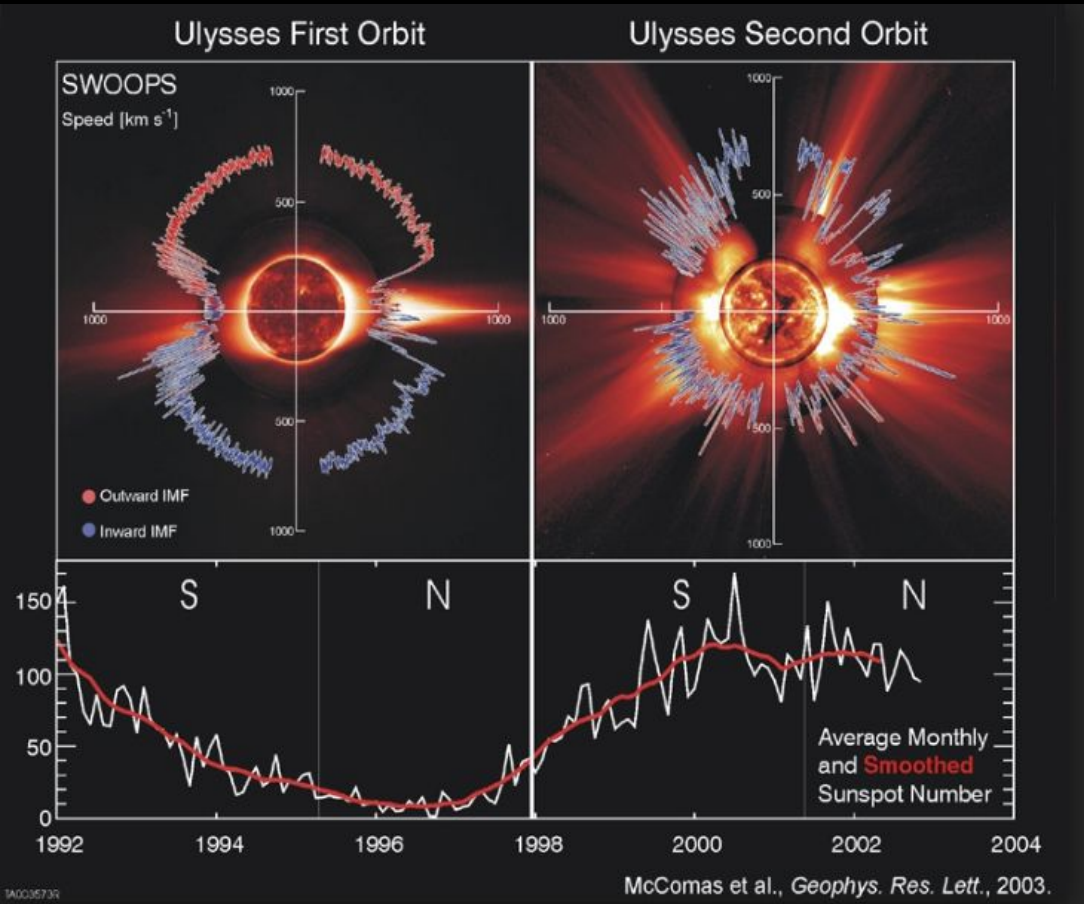 Ulysses First Orbit
Ulysses Second Orbit
SWOOPS
Speed [km s⁻¹]
1000
500
1000
1000
500
1000
Outward IMF
Inward IMF
1000
500
1000
1000
500
1000
150
100
50
0
S
N
S
N
Average Monthly
and Smoothed
Sunspot Number
1992
1994
1996
1998
2000
2002
2004
McComas et al., Geophys. Res. Lett., 2003.
TA003573R